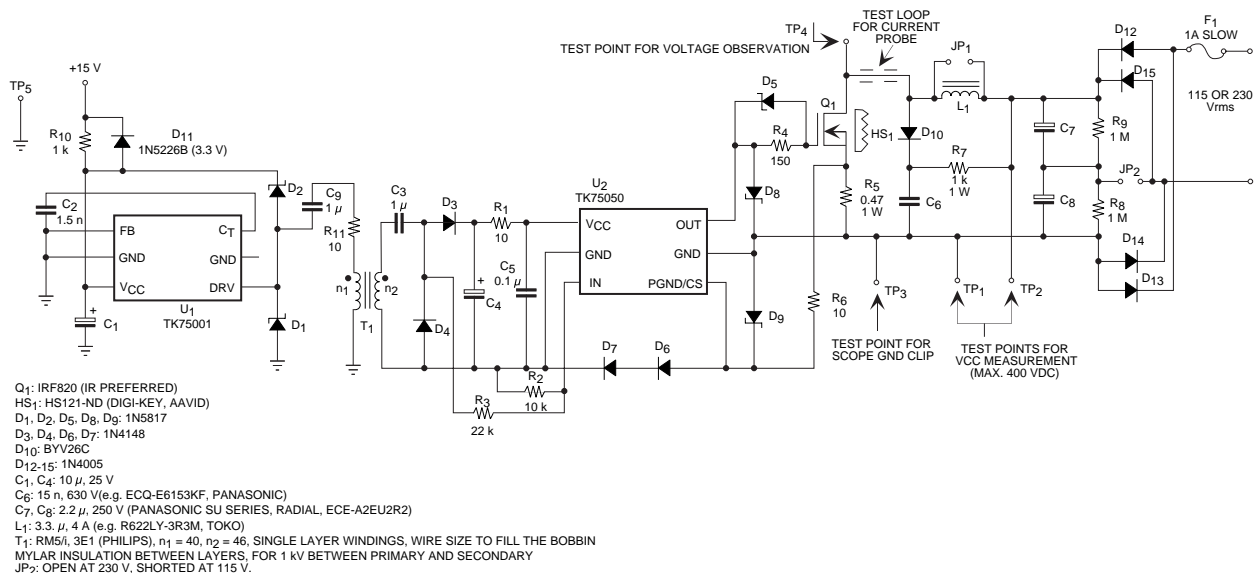 TP4
TEST POINT FOR VOLTAGE OBSERVATION
TEST LOOP
FOR CURRENT
PROBE
JP1
L1
D12
D15
F1
1A SLOW
115 OR 230
Vrms
TP5
+15 V
R10
1 k
D11
1N5226B (3.3 V)
C2
1.5 n
FB
GND
VCC
CT
GND
DRV
U1
TK75001
C1
D2
D1
C9
1 µ
R11
10
n1
n2
T1
C3
1 µ
D3
D4
R1
10
C5
0.1 µ
C4
+
+
U2
TK75050
VCC
GND
IN
OUT
GND
PGND/CS
D5
R4
150
Q1
HS1
D8
D9
R5
0.47
1 W
R6
10
D10
R7
1 k
1 W
C6
C7
C8
R9
1 M
JP2
R8
1 M
D14
D13
D7
D6
R2
10 k
R3
22 k
TP3
TP1
TP2
TEST POINT FOR
SCOPE GND CLIP
TEST POINTS FOR
VCC MEASUREMENT
(MAX. 400 VDC)
Q1: IRF820 (IR PREFERRED)
HS1: HS121-ND (DIGI-KEY, AAVID)
D1, D2, D5, D8, D9: 1N5817
D3, D4, D6, D7: 1N4148
D10: BYV26C
D12-15: 1N4005
C1, C4: 10 µ, 25 V
C6: 15 n, 630 V(e.g. ECQ-E6153KF, PANASONIC)
C7, C8: 2.2 µ, 250 V (PANASONIC SU SERIES, RADIAL, ECE-A2EU2R2)
L1: 3.3. µ, 4 A (e.g. R622LY-3R3M, TOKO)
T1: RM5/i, 3E1 (PHILIPS), n1 = 40, n2 = 46, SINGLE LAYER WINDINGS, WIRE SIZE TO FILL THE BOBBIN
MYLAR INSULATION BETWEEN LAYERS, FOR 1 kV BETWEEN PRIMARY AND SECONDARY
JP2: OPEN AT 230 V, SHORTED AT 115 V.